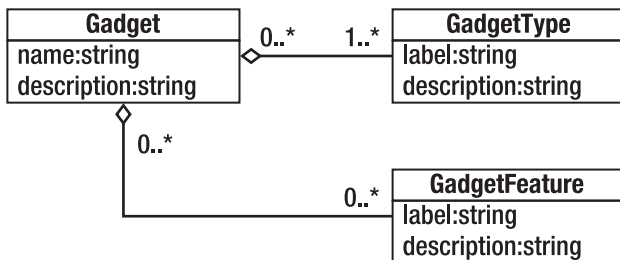 Gadget
name:string
description:string
0..*
1..*
GadgetType
label:string
description:string
0..*
0..*
GadgetFeature
label:string
description:string